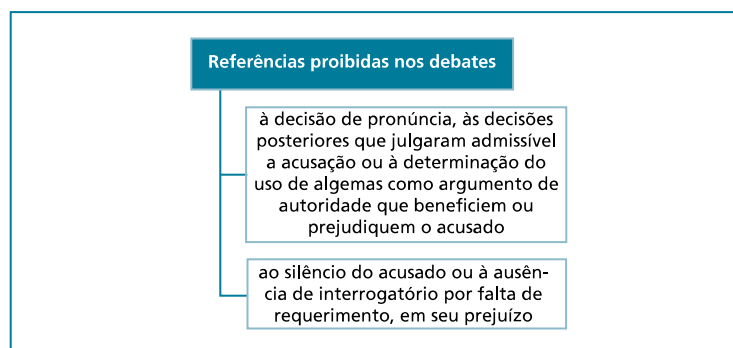 Referências proibidas nos debates
à decisão de pronúncia, às decisões
posteriores que julgaram admissível
a acusação ou à determinação do
uso de algemas como argumento de
autoridade que beneficiem ou
prejudiquem o acusado
ao silêncio do acusado ou à ausên-
cia de interrogatório por falta de
requerimento, em seu prejuízo